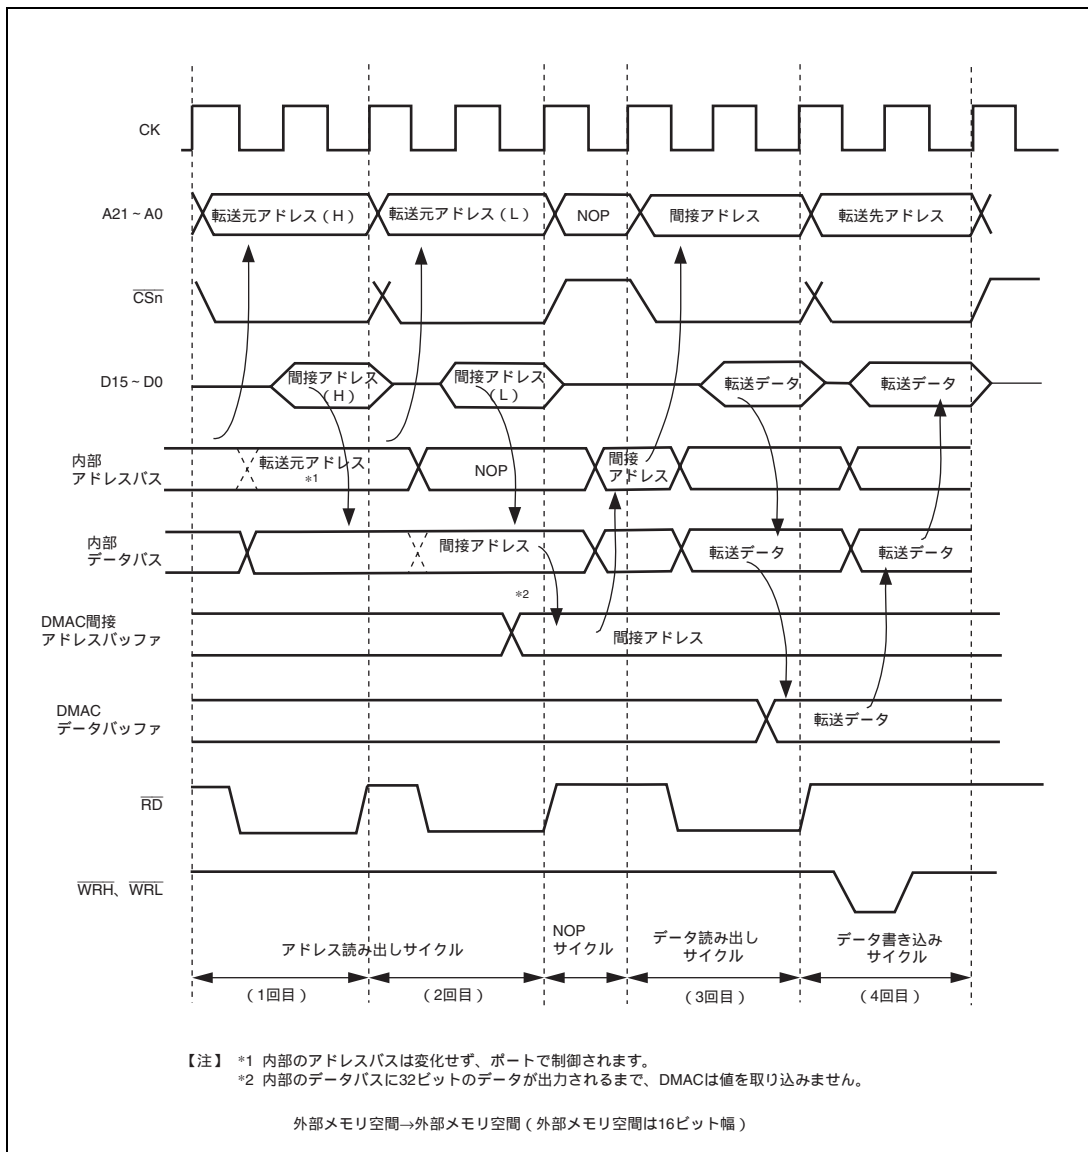 CK
A21～A0
転送元アドレス（H）
転送元アドレス（L）
NOP
間接アドレス
転送先アドレス
CSn
D15～D0
間接アドレス
（H）
間接アドレス
（L）
転送データ
転送データ
内部
アドレスバス
転送元アドレス
*1
NOP
間接
アドレス
内部
データバス
間接アドレス
転送データ
転送データ
*2
DMAC間接
アドレスバッファ
間接アドレス
DMAC
データバッファ
転送データ
RD
WRH、WRL
アドレス読み出しサイクル
NOP
サイクル
データ読み出し
サイクル
データ書き込み
サイクル
（1回目）
（2回目）
（3回目）
（4回目）
【注】 *1 内部のアドレスバスは変化せず、ポートで制御されます。
*2 内部のデータバスに32ビットのデータが出力されるまで、DMACは値を取り込みません。
外部メモリ空間→外部メモリ空間（外部メモリ空間は16ビット幅）